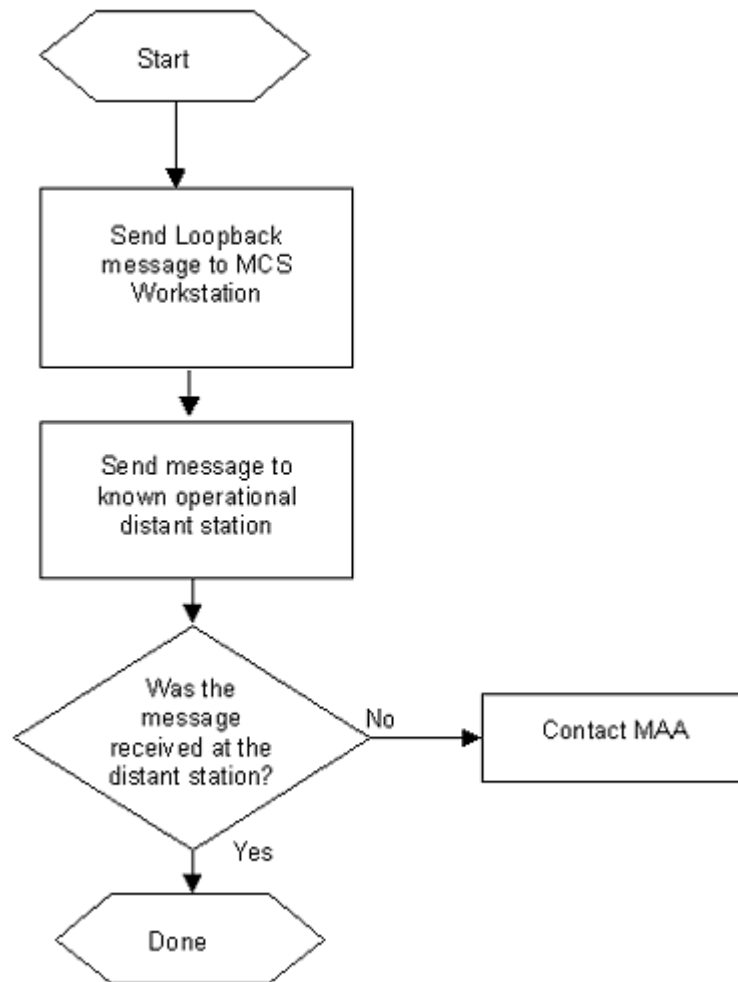 Start
Send Loopback
message to MCS
Workstation
Send message to
known operational
distant station
Was the
message
received at the
distant station?
No
Contact MAA
Yes
Done